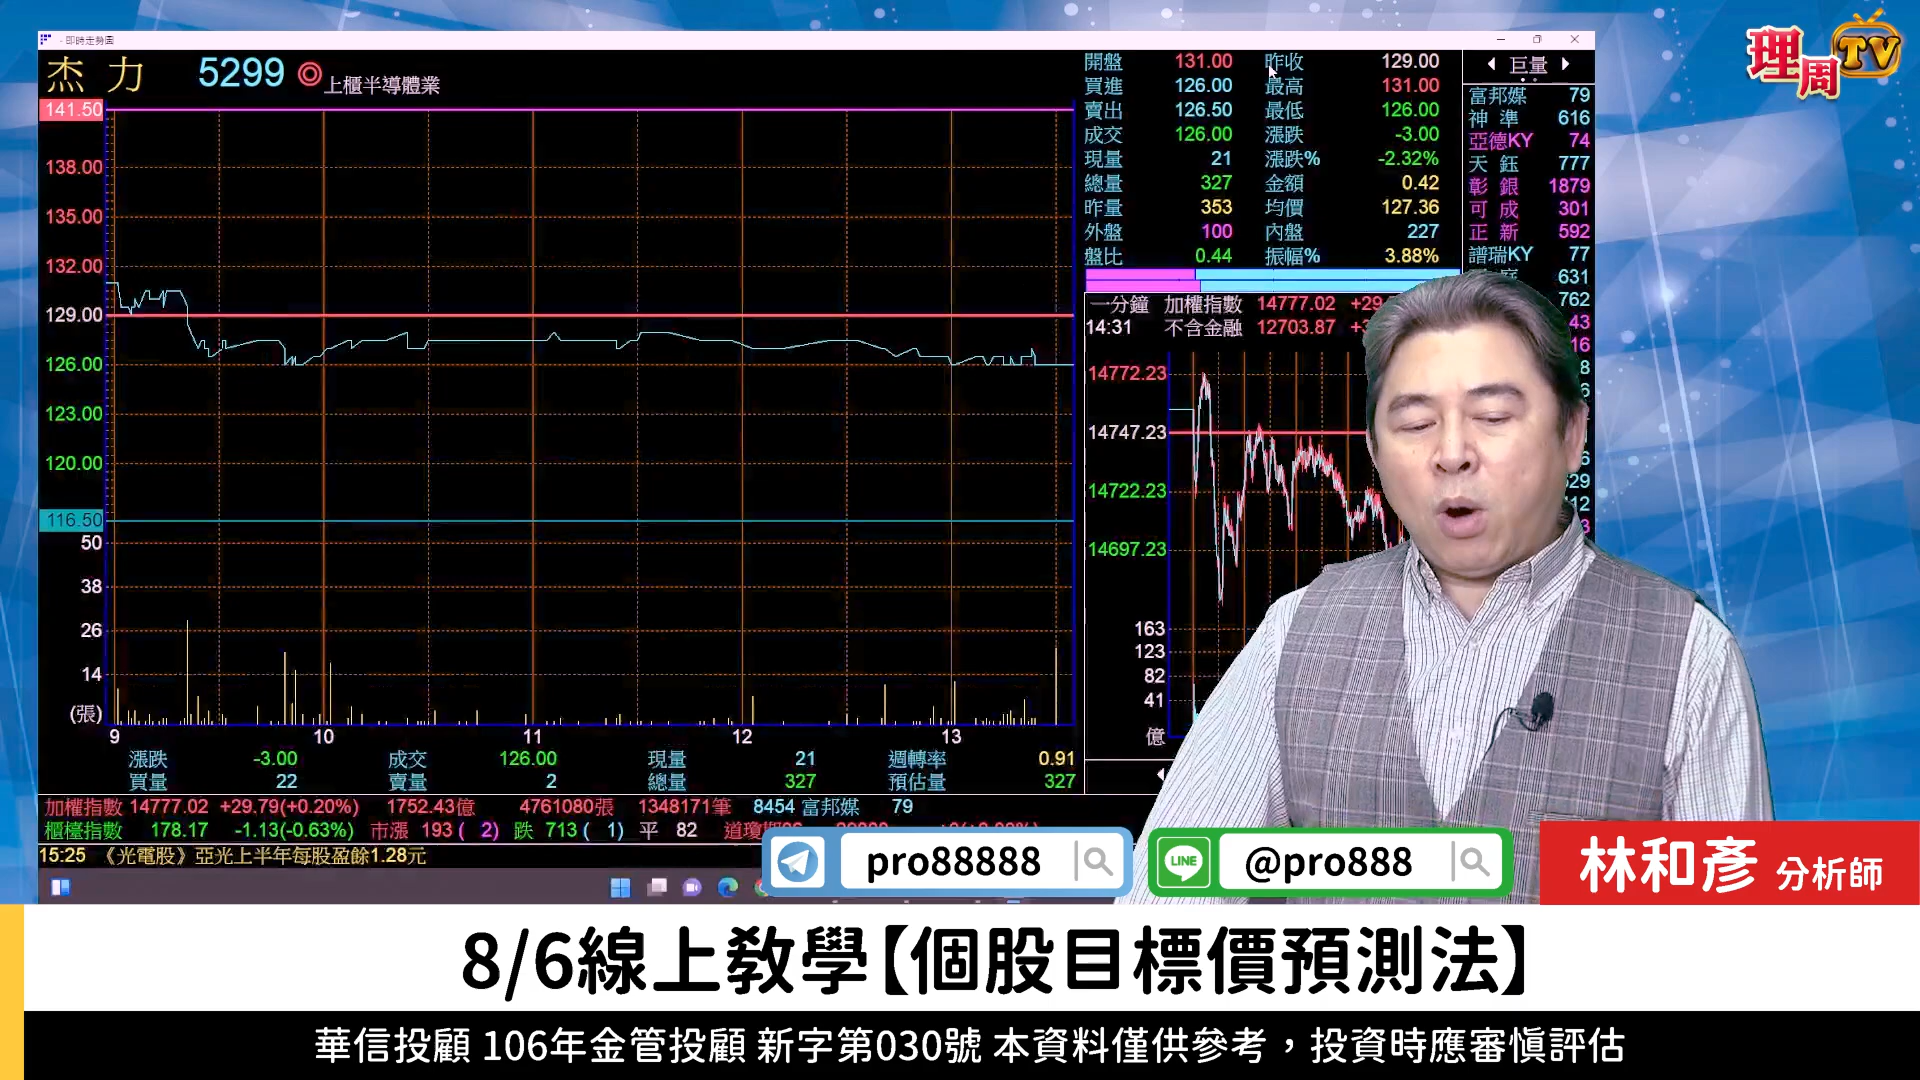 理周TV
- 即時走勢圖
杰力 5299 ◎上櫃半導體業
141.50
138.00
135.00
132.00
129.00
126.00
123.00
120.00
116.50
50
38
26
14
(張)
9 10 11 12 13
漲跌 -3.00 成交 126.00 現量 21 週轉率 0.91
買量 22 賣量 2 總量 327 預估量 327
開盤 131.00 昨收 129.00
買進 126.00 最高 131.00
賣出 126.50 最低 126.00
成交 126.00 漲跌 -3.00
現量 21 漲跌% -2.32%
總量 327 金額 0.42
昨量 353 均價 127.36
外盤 100 內盤 227
盤比 0.44 振幅% 3.88%
巨量
富邦媒 79
神準 616
亞德KY 74
天鈺 777
彰銀 1879
可成 301
正新 592
譜瑞KY 77
631
762
一分鐘 加權指數 14777.02 +29
14:31 不含金融 12703.87
14772.23
14747.23
14722.23
14697.23
163
123
82
41
億
加權指數 14777.02 +29.79(+0.20%) 1752.43億 4761080張 1348171筆 8454 富邦媒 79
櫃檯指數 178.17 -1.13(-0.63%) 市漲 193 ( 2) 跌 713 ( 1) 平 82
15:25 《光電股》亞光上半年每股盈餘1.28元
pro88888
LINE @pro888
林和彥 分析師
8/6線上教學【個股目標價預測法】
華信投顧 106年金管投顧 新字第030號 本資料僅供參考，投資時應審慎評估